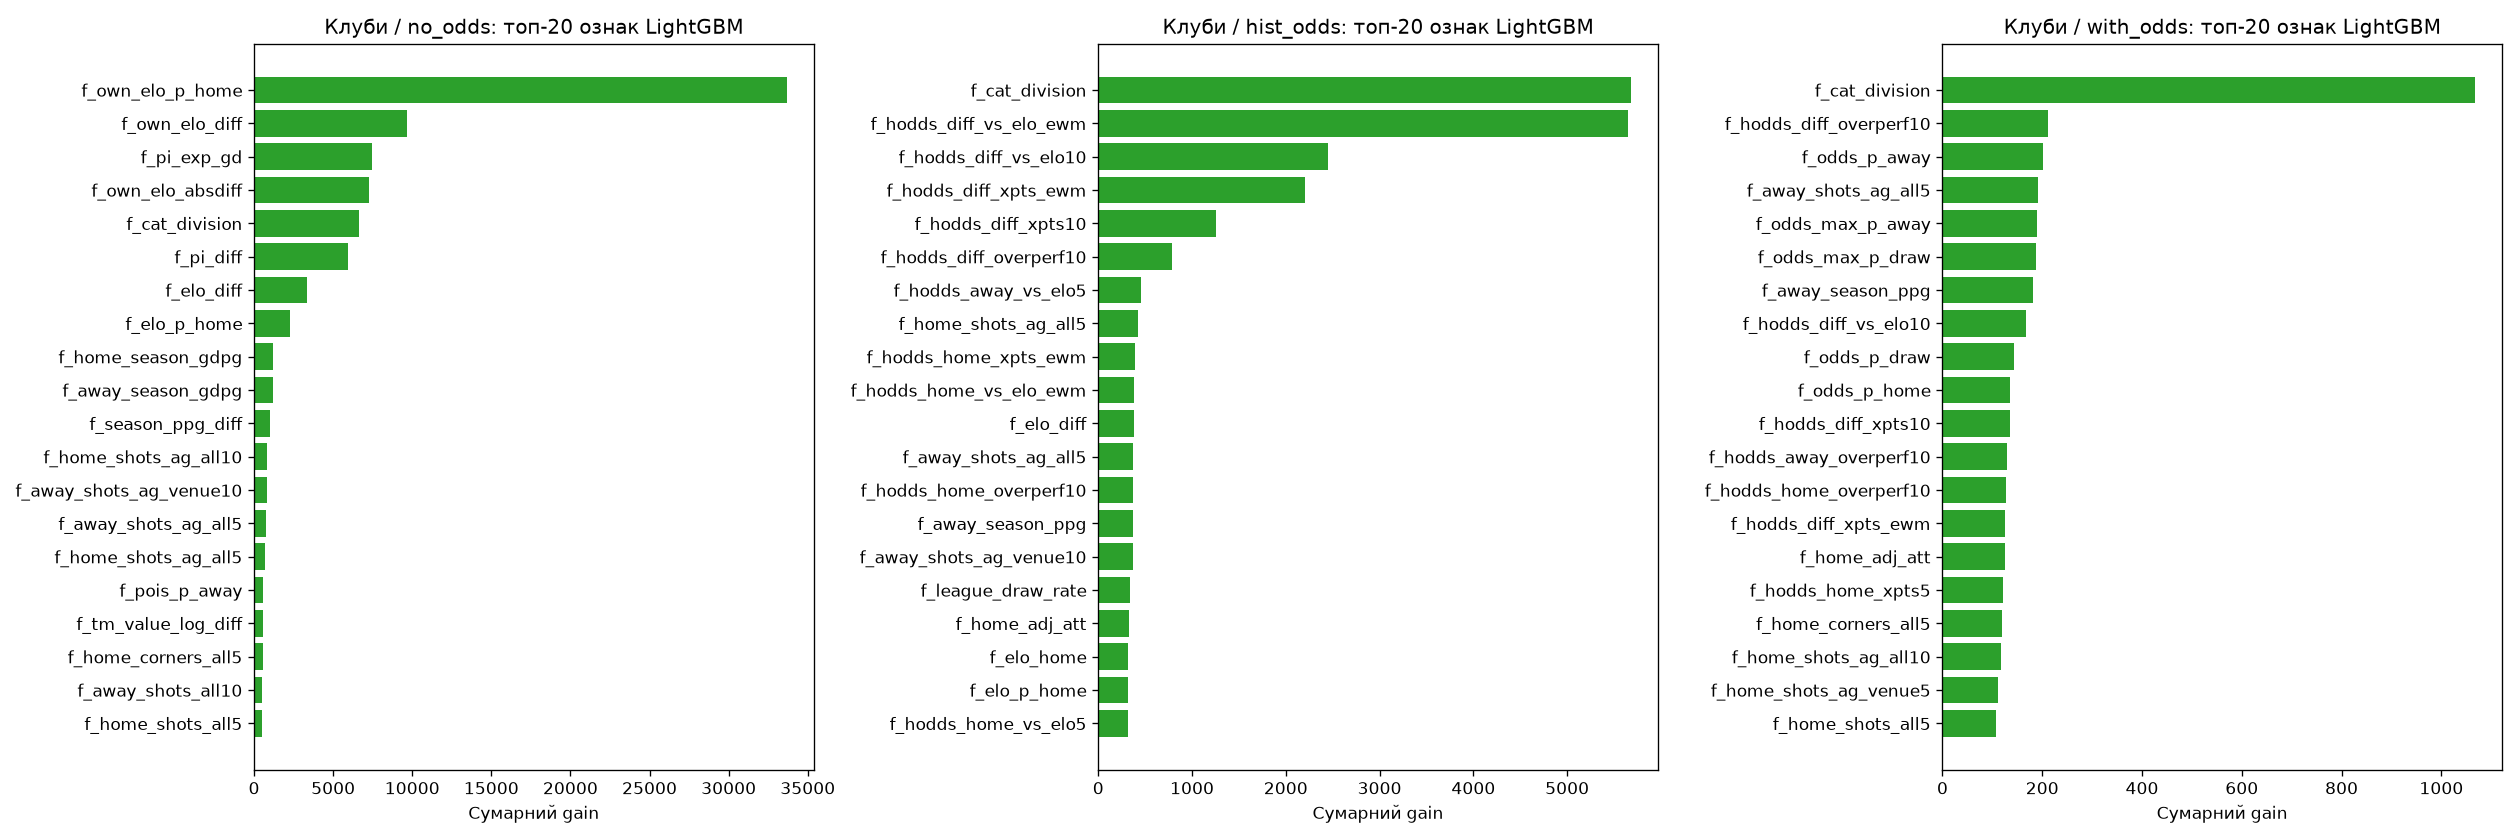 Клуби / no_odds: топ-20 ознак LightGBM
f_own_elo_p_home
f_own_elo_diff
f_pi_exp_gd
f_own_elo_absdiff
f_cat_division
f_pi_diff
f_elo_diff
f_elo_p_home
f_home_season_gdpg
f_away_season_gdpg
f_season_ppg_diff
f_home_shots_ag_all10
f_away_shots_ag_venue10
f_away_shots_ag_all5
f_home_shots_ag_all5
f_pois_p_away
f_tm_value_log_diff
f_home_corners_all5
f_away_shots_all10
f_home_shots_all5
0 5000 10000 15000 20000 25000 30000 35000
Сумарний gain
Клуби / hist_odds: топ-20 ознак LightGBM
f_cat_division
f_hodds_diff_vs_elo_ewm
f_hodds_diff_vs_elo10
f_hodds_diff_xpts_ewm
f_hodds_diff_xpts10
f_hodds_diff_overperf10
f_hodds_away_vs_elo5
f_home_shots_ag_all5
f_hodds_home_xpts_ewm
f_hodds_home_vs_elo_ewm
f_elo_diff
f_away_shots_ag_all5
f_hodds_home_overperf10
f_away_season_ppg
f_away_shots_ag_venue10
f_league_draw_rate
f_home_adj_att
f_elo_home
f_elo_p_home
f_hodds_home_vs_elo5
0 1000 2000 3000 4000 5000
Сумарний gain
Клуби / with_odds: топ-20 ознак LightGBM
f_cat_division
f_hodds_diff_overperf10
f_odds_p_away
f_away_shots_ag_all5
f_odds_max_p_away
f_odds_max_p_draw
f_away_season_ppg
f_hodds_diff_vs_elo10
f_odds_p_draw
f_odds_p_home
f_hodds_diff_xpts10
f_hodds_away_overperf10
f_hodds_home_overperf10
f_hodds_diff_xpts_ewm
f_home_adj_att
f_hodds_home_xpts5
f_home_corners_all5
f_home_shots_ag_all10
f_home_shots_ag_venue5
f_home_shots_all5
0 200 400 600 800 1000
Сумарний gain